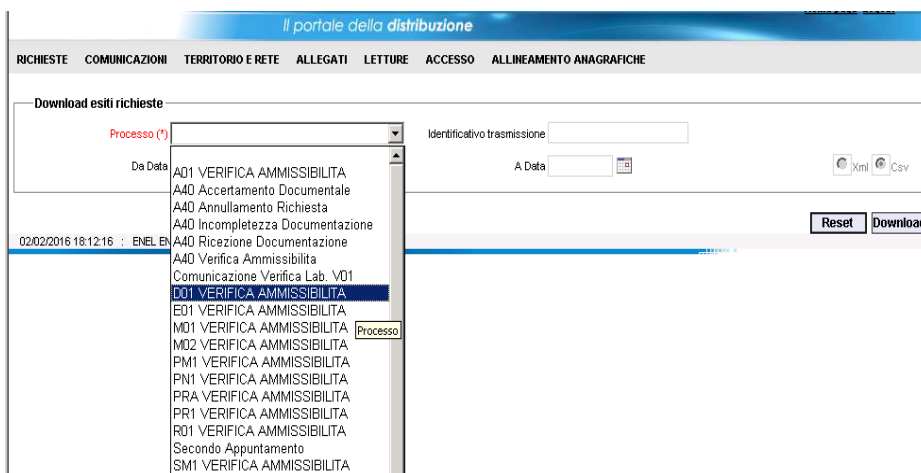 Il portale della distribuzione
RICHIESTE COMUNICAZIONI TERRITORIO E RETE ALLEGATI LETTURE ACCESSO ALLINEAMENTO ANAGRAFICHE
Download esiti richieste
Processo (*) Identificativo trasmissione
Da Data A Data Xml Csv
A01 VERIFICA AMMISSIBILITA
A40 Accertamento Documentale
A40 Annullamento Richiesta
A40 Incompletezza Documentazione
A40 Ricezione Documentazione
A40 Verifica Ammissibilita
Comunicazione Verifica Lab. V01
D01 VERIFICA AMMISSIBILITA
E01 VERIFICA AMMISSIBILITA
M01 VERIFICA AMMISSIBILITA Processo
M02 VERIFICA AMMISSIBILITA
PM1 VERIFICA AMMISSIBILITA
PN1 VERIFICA AMMISSIBILITA
PRA VERIFICA AMMISSIBILITA
PR1 VERIFICA AMMISSIBILITA
R01 VERIFICA AMMISSIBILITA
Secondo Appuntamento
SM1 VERIFICA AMMISSIBILITA
Reset Download
02/02/2016 18:12:16 : ENEL EN